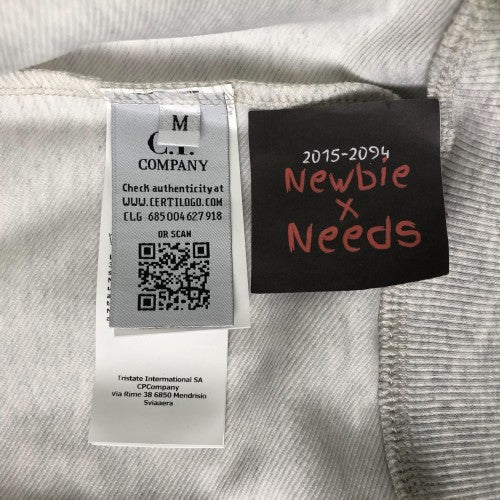 M
C.P.
COMPANY
Check authenticity at
WWW.CERTILOGO.COM
CLG 685004627918
OR SCAN
Tristate International SA
CPCompany
Via Rime 38 6850 Mendrisio
Sviaaera
2015-2094
Newbie
x
Needs